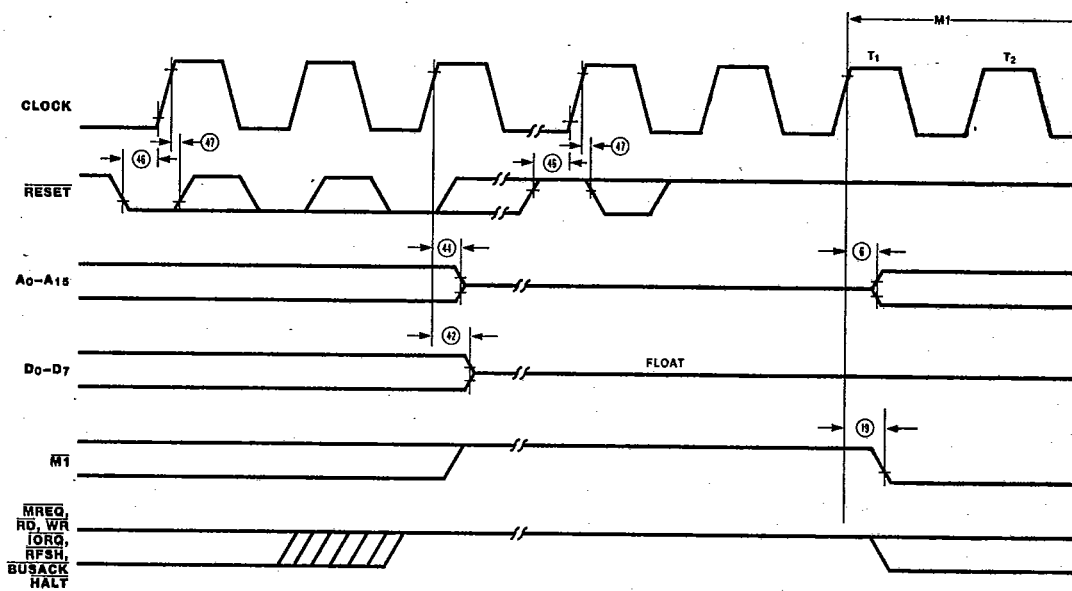 M1
T1 T2
CLOCK
46 47 46 47
RESET
44 6
A0–A15
42
D0–D7 FLOAT
19
M1
MREQ,
RD, WR
IORQ,
RFSH,
BUSACK
HALT